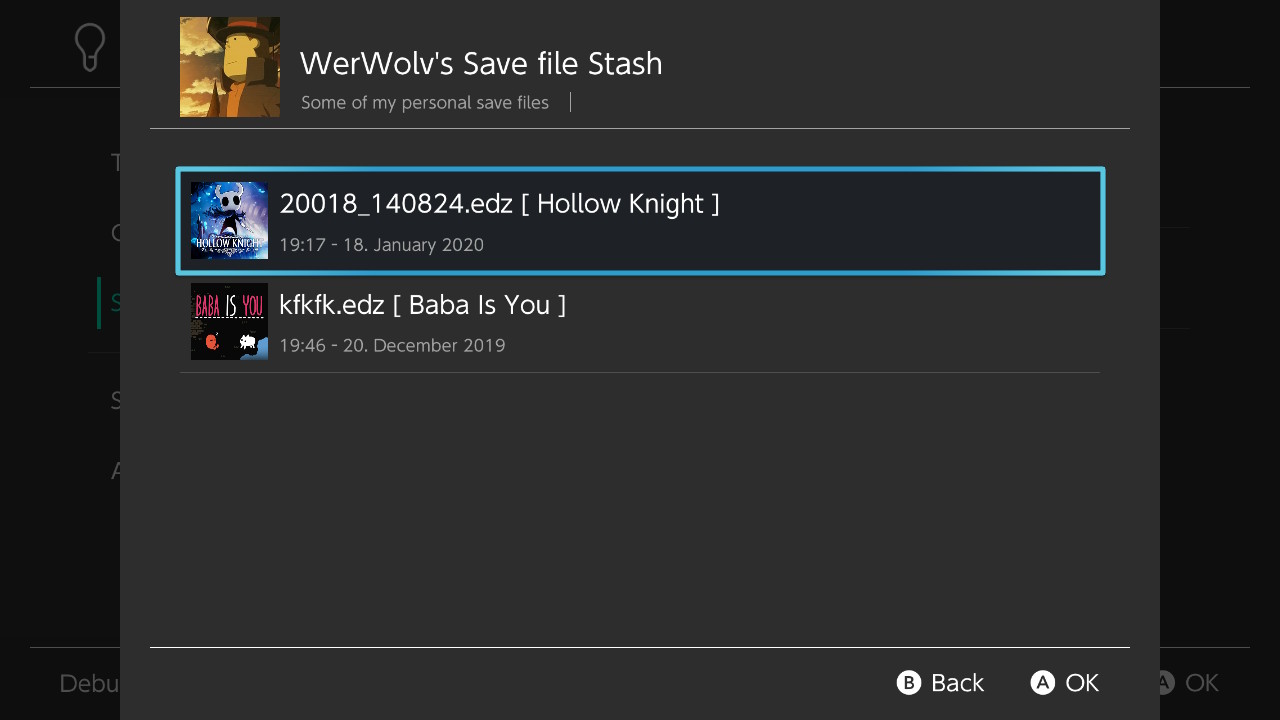 WerWolv's Save file Stash
Some of my personal save files
20018_140824.edz [ Hollow Knight ]
HOLLOW KNIGHT
19:17 - 18. January 2020
kfkfk.edz [ Baba Is You ]
BABA IS YOU
19:46 - 20. December 2019
T
S
S
A
Debu
B Back
A OK
A OK